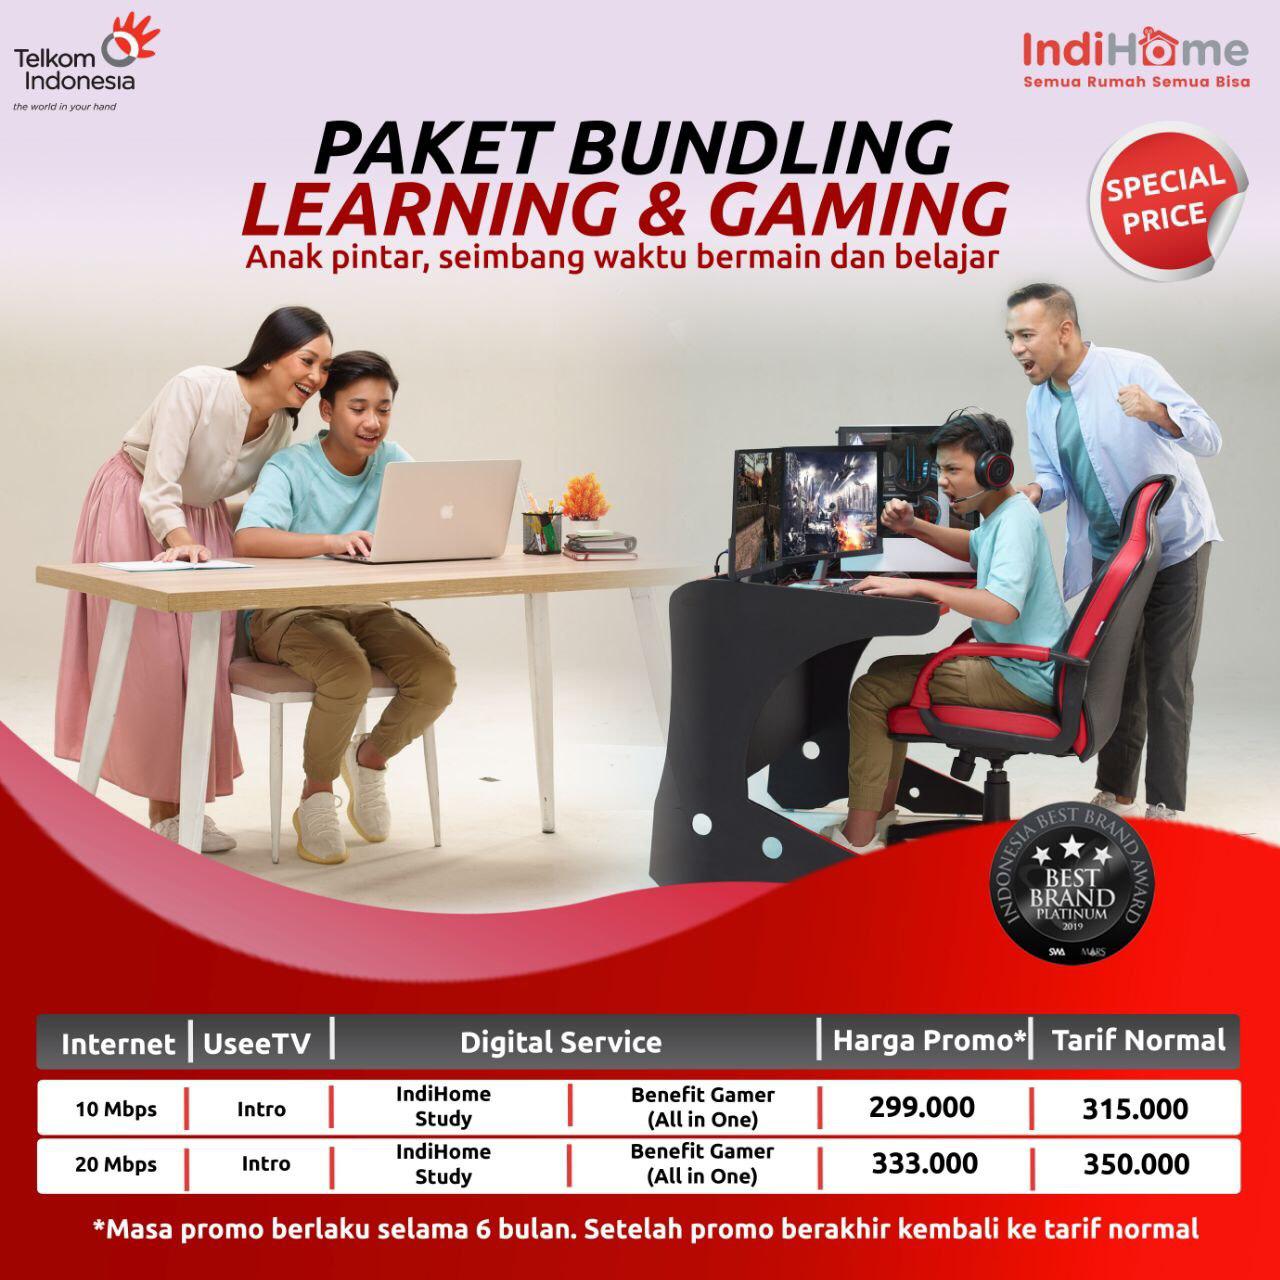 Telkom
Indonesia
the world in your hand
IndiHome
Semua Rumah Semua Bisa
PAKET BUNDLING
LEARNING & GAMING
Anak pintar, seimbang waktu bermain dan belajar
SPECIAL
PRICE
INDONESIA BEST BRAND AWARD
BEST
BRAND
PLATINUM
2019
SWA MARS
Internet UseeTV Digital Service Harga Promo* Tarif Normal
10 Mbps Intro IndiHome Study Benefit Gamer (All in One) 299.000 315.000
20 Mbps Intro IndiHome Study Benefit Gamer (All in One) 333.000 350.000
*Masa promo berlaku selama 6 bulan. Setelah promo berakhir kembali ke tarif normal